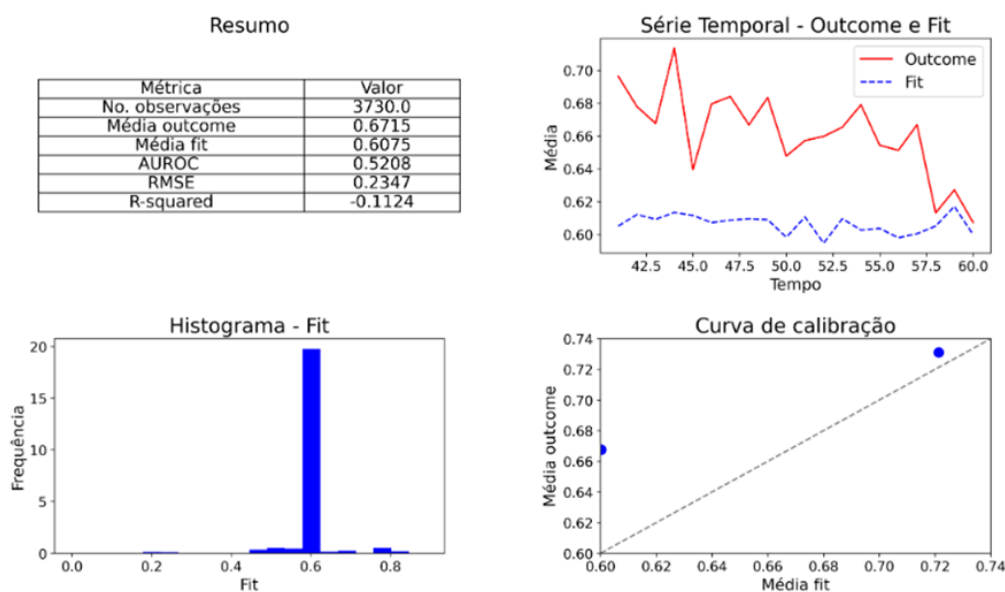 Resumo
Métrica Valor
No. observações 3730.0
Média outcome 0.6715
Média fit 0.6075
AUROC 0.5208
RMSE 0.2347
R-squared -0.1124
Série Temporal - Outcome e Fit
Outcome
Fit
Média
0.70
0.68
0.66
0.64
0.62
0.60
42.5 45.0 47.5 50.0 52.5 55.0 57.5 60.0
Tempo
Histograma - Fit
Frequência
20
15
10
5
0
0.0 0.2 0.4 0.6 0.8
Fit
Curva de calibração
Média outcome
0.74
0.72
0.70
0.68
0.66
0.64
0.62
0.60
0.60 0.62 0.64 0.66 0.68 0.70 0.72 0.74
Média fit